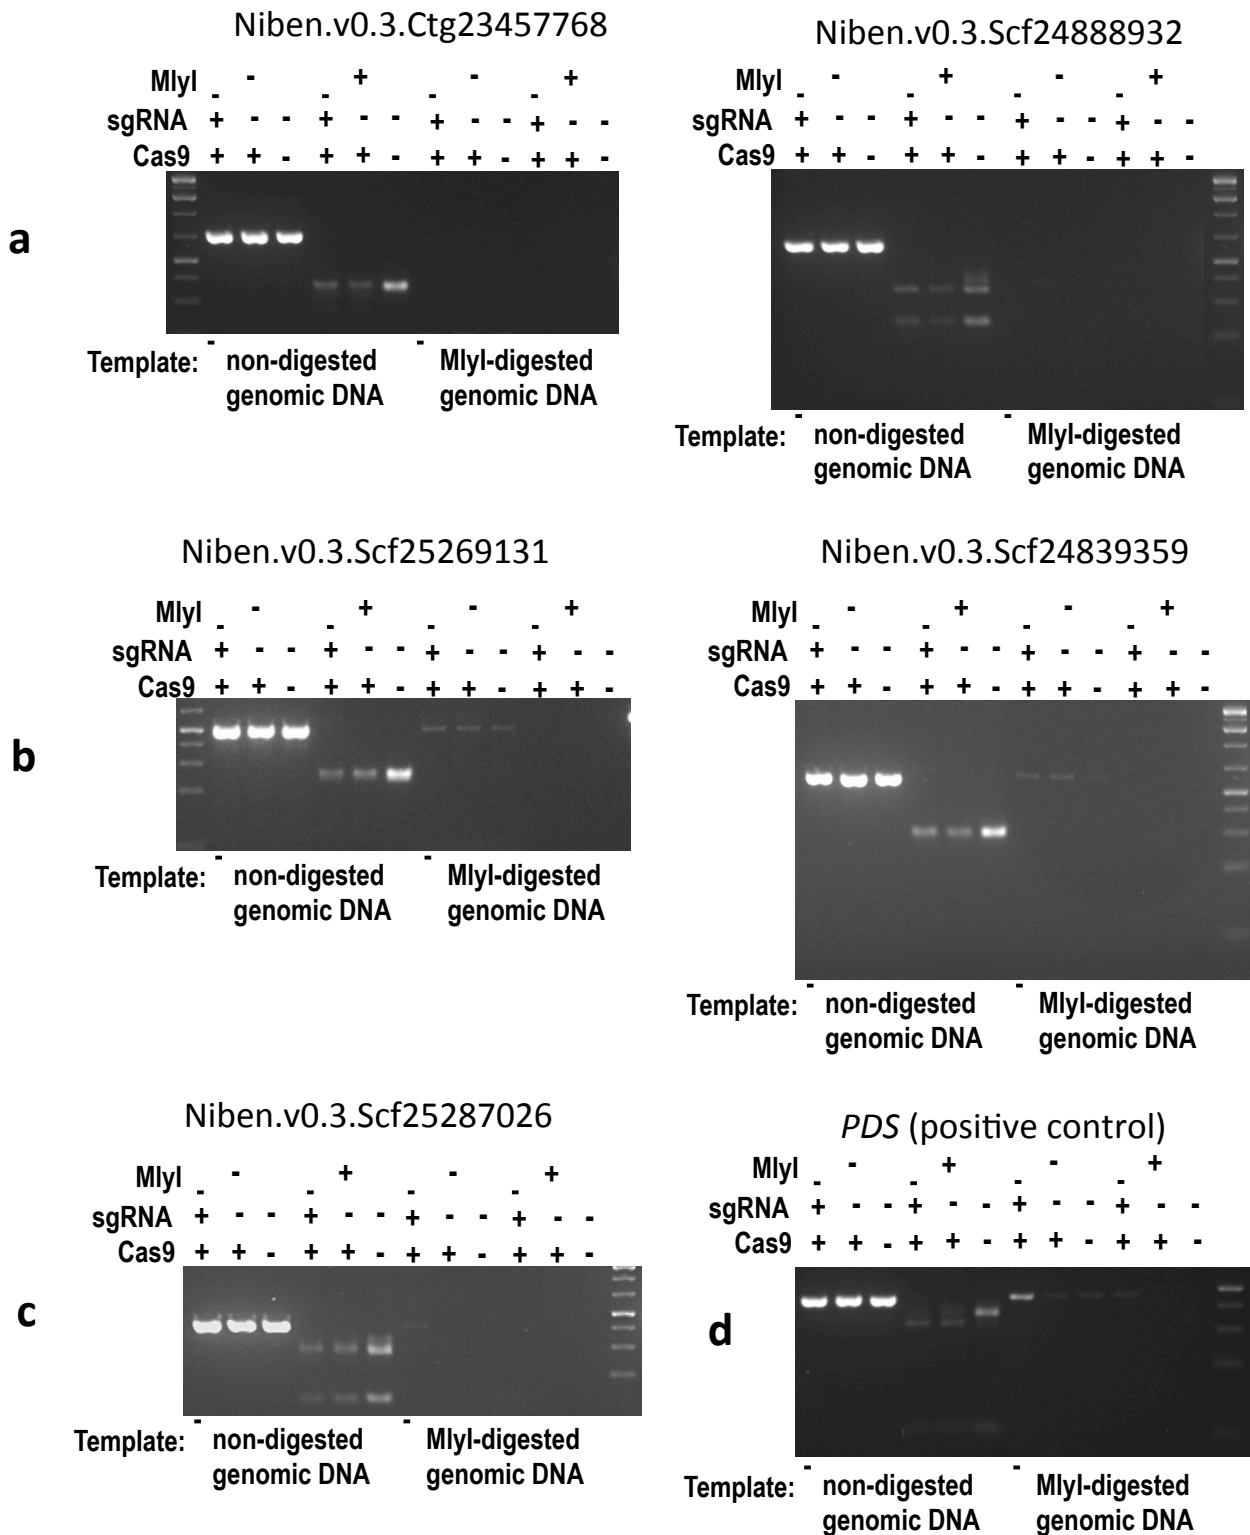 Niben.v0.3.Ctg23457768
MlyI - + - +
- - - -
sgRNA + - - + - - + - - + - -
Cas9 + + - + + - + + - + + -
a
- -
Template: non-digested MlyI-digested
genomic DNA genomic DNA
Niben.v0.3.Scf24888932
MlyI - + - +
- - - -
sgRNA + - - + - - + - - + - -
Cas9 + + - + + - + + - + + -
- -
Template: non-digested MlyI-digested
genomic DNA genomic DNA
Niben.v0.3.Scf25269131
MlyI - + - +
- - - -
sgRNA + - - + - - + - - + - -
Cas9 + + - + + - + + - + + -
b
- -
Template: non-digested MlyI-digested
genomic DNA genomic DNA
Niben.v0.3.Scf24839359
MlyI - + - +
- - - -
sgRNA + - - + - - + - - + - -
Cas9 + + - + + - + + - + + -
- -
Template: non-digested MlyI-digested
genomic DNA genomic DNA
Niben.v0.3.Scf25287026
MlyI - + - +
- - - -
sgRNA + - - + - - + - - + - -
Cas9 + + - + + - + + - + + -
c
- -
Template: non-digested MlyI-digested
genomic DNA genomic DNA
PDS (positive control)
MlyI - + - +
- - - -
sgRNA + - - + - - + - - + - -
Cas9 + + - + + - + + - + + -
d
- -
Template: non-digested MlyI-digested
genomic DNA genomic DNA